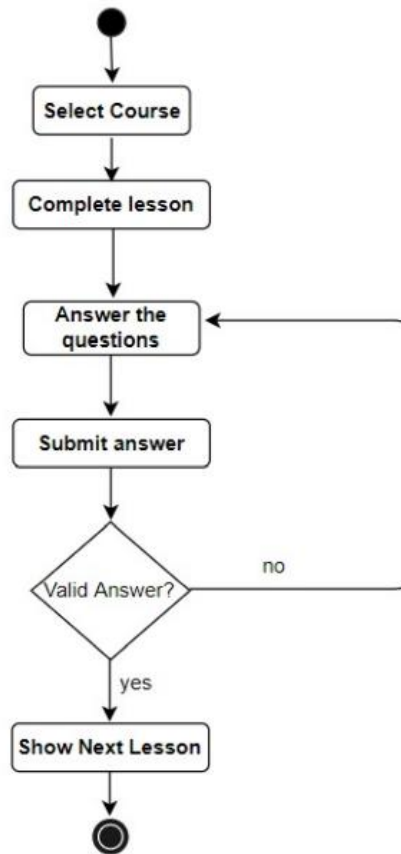 Select Course
Complete lesson
Answer the
questions
Submit answer
Valid Answer?
no
yes
Show Next Lesson